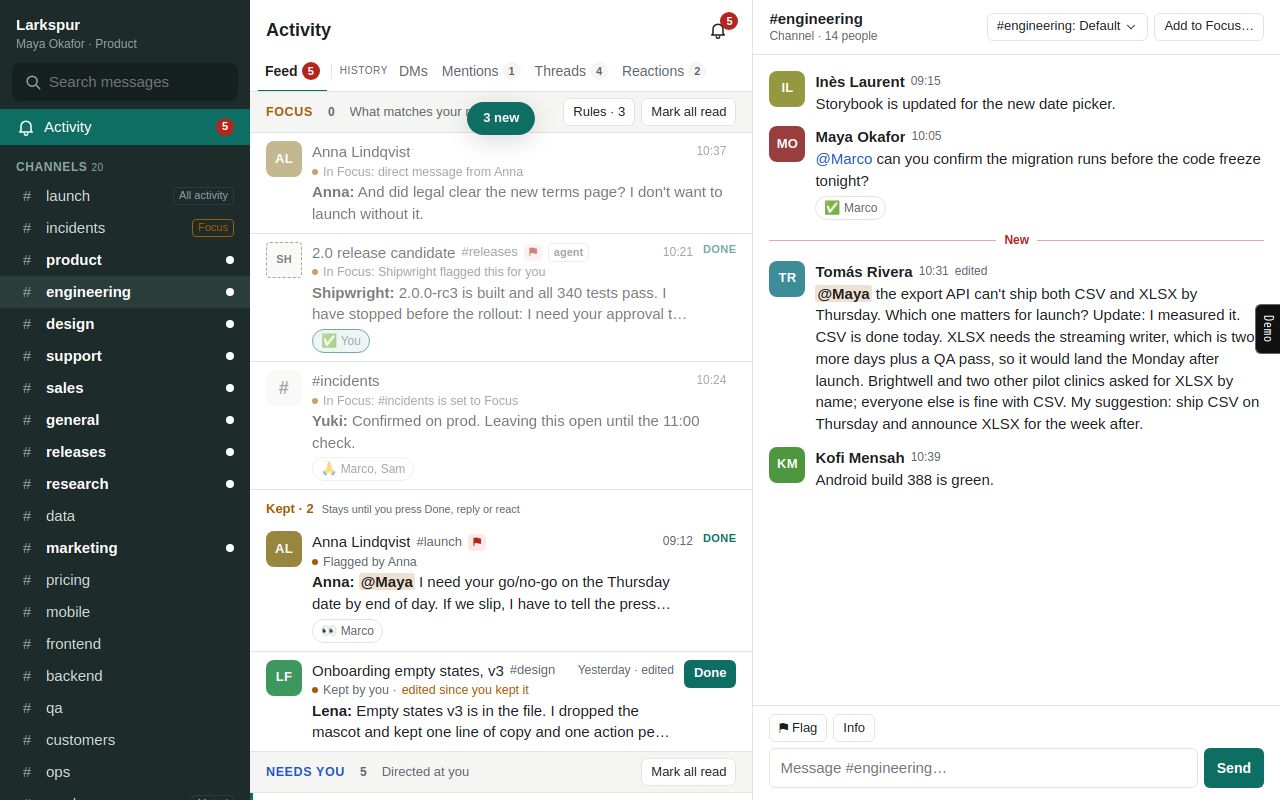 Larkspur
Maya Okafor · Product
Search messages
Activity 5
CHANNELS 20
# launch All activity
# incidents Focus
# product
# engineering
# design
# support
# sales
# general
# releases
# research
# data
# marketing
# pricing
# mobile
# frontend
# backend
# qa
# customers
# ops
Activity 5
Feed 5 HISTORY DMs Mentions 1 Threads 4 Reactions 2
FOCUS 0 What matches your
3 new
Rules · 3 Mark all read
AL Anna Lindqvist 10:37
In Focus: direct message from Anna
Anna: And did legal clear the new terms page? I don't want to
launch without it.
SH 2.0 release candidate #releases agent 10:21 DONE
In Focus: Shipwright flagged this for you
Shipwright: 2.0.0-rc3 is built and all 340 tests pass. I
have stopped before the rollout: I need your approval t…
✅ You
# #incidents 10:24
In Focus: #incidents is set to Focus
Yuki: Confirmed on prod. Leaving this open until the 11:00
check.
🙏 Marco, Sam
Kept · 2 Stays until you press Done, reply or react
AL Anna Lindqvist #launch 09:12 DONE
Flagged by Anna
Anna: @Maya I need your go/no-go on the Thursday
date by end of day. If we slip, I have to tell the press…
👀 Marco
LF Onboarding empty states, v3 #design Yesterday · edited Done
Kept by you · edited since you kept it
Lena: Empty states v3 is in the file. I dropped the
mascot and kept one line of copy and one action pe…
NEEDS YOU 5 Directed at you Mark all read
#engineering
Channel · 14 people
#engineering: Default Add to Focus…
IL Inès Laurent 09:15
Storybook is updated for the new date picker.
MO Maya Okafor 10:05
@Marco can you confirm the migration runs before the code freeze
tonight?
✅ Marco
New
TR Tomás Rivera 10:31 edited
@Maya the export API can't ship both CSV and XLSX by
Thursday. Which one matters for launch? Update: I measured it.
CSV is done today. XLSX needs the streaming writer, which is two
more days plus a QA pass, so it would land the Monday after
launch. Brightwell and two other pilot clinics asked for XLSX by
name; everyone else is fine with CSV. My suggestion: ship CSV on
Thursday and announce XLSX for the week after.
KM Kofi Mensah 10:39
Android build 388 is green.
Demo
Flag Info
Message #engineering…
Send